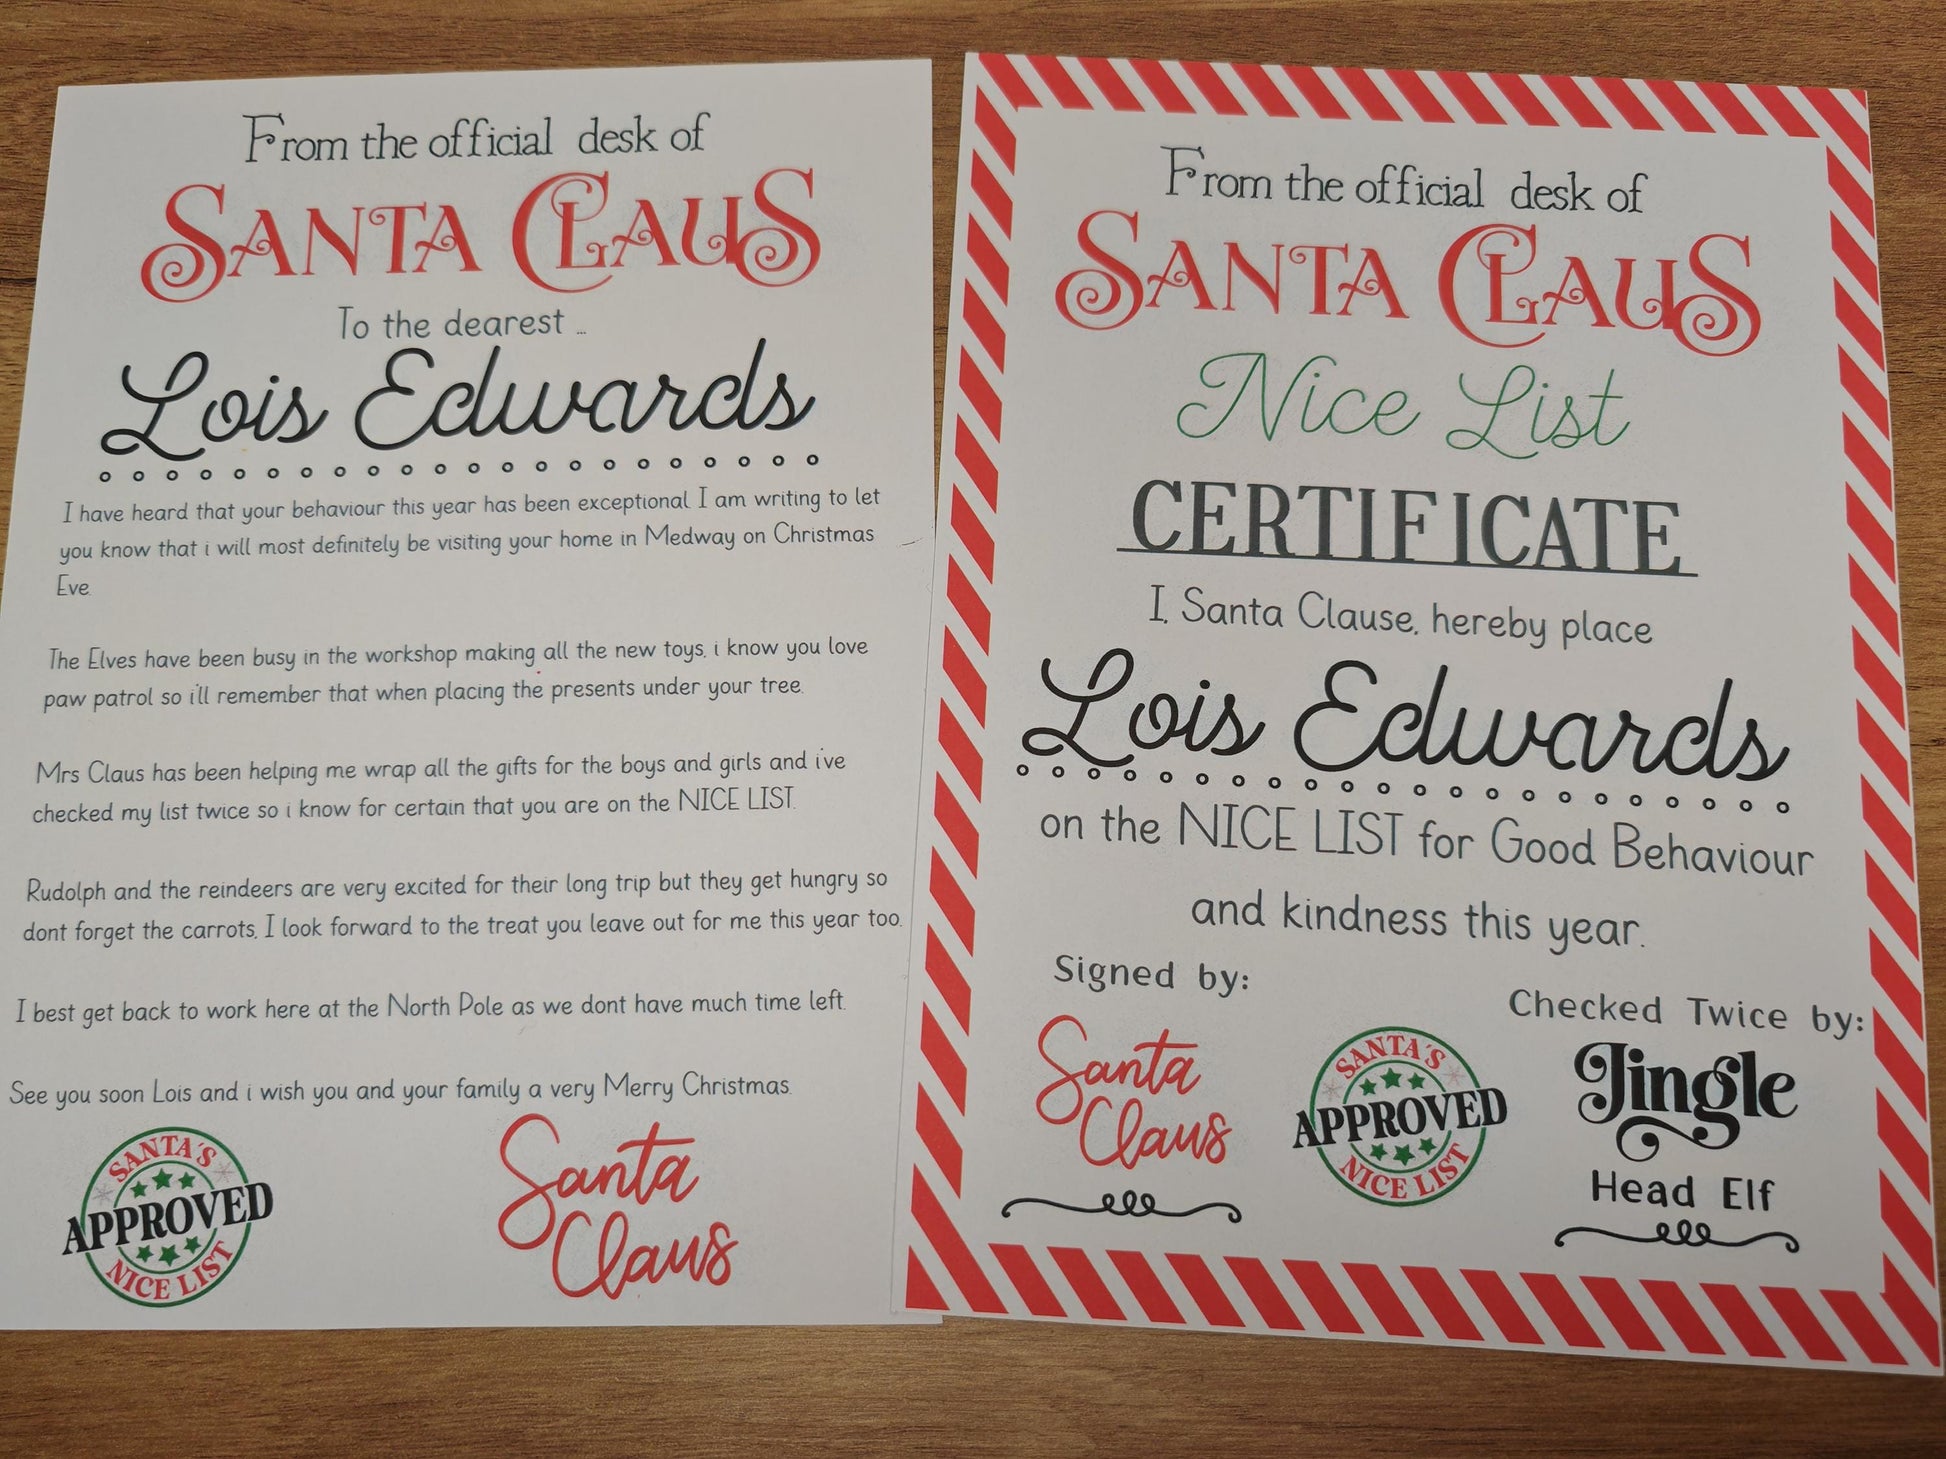 From the official desk of
SANTA CLAUS
To the dearest ...
Lois Edwards
I have heard that your behaviour this year has been exceptional. I am writing to let
you know that i will most definitely be visiting your home in Medway on Christmas
Eve.
The Elves have been busy in the workshop making all the new toys, i know you love
paw patrol so i'll remember that when placing the presents under your tree.
Mrs Claus has been helping me wrap all the gifts for the boys and girls and i've
checked my list twice so i know for certain that you are on the NICE LIST.
Rudolph and the reindeers are very excited for their long trip but they get hungry so
dont forget the carrots, I look forward to the treat you leave out for me this year too.
I best get back to work here at the North Pole as we dont have much time left.
See you soon Lois and i wish you and your family a very Merry Christmas.
SANTA'S
APPROVED
NICE LIST
Santa
Claus
From the official desk of
SANTA CLAUS
Nice List
CERTIFICATE
I, Santa Clause, hereby place
Lois Edwards
on the NICE LIST for Good Behaviour
and kindness this year.
Signed by:
Santa
Claus
SANTA'S
APPROVED
NICE LIST
Checked Twice by:
Jingle
Head Elf